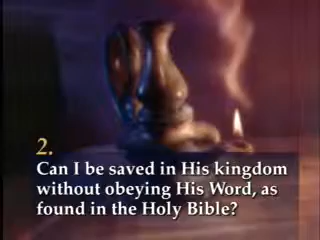 2.
Can I be saved in His kingdom
without obeying His Word, as
found in the Holy Bible?